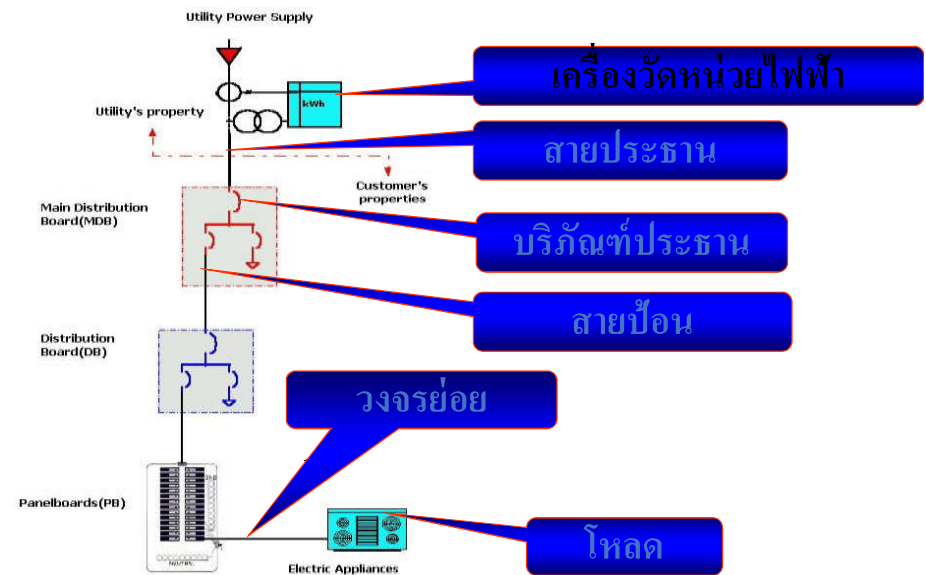 Utility Power Supply
เครื่องวัดหน่วยไฟฟ้า
kWh
Utility's property
สายประธาน
Customer's
properties
Main Distribution
Board(MDB)
บริภัณฑ์ประธาน
สายป้อน
Distribution
Board(DB)
วงจรย่อย
Panelboards(PB)
NEUTRAL
โหลด
Electric Appliances